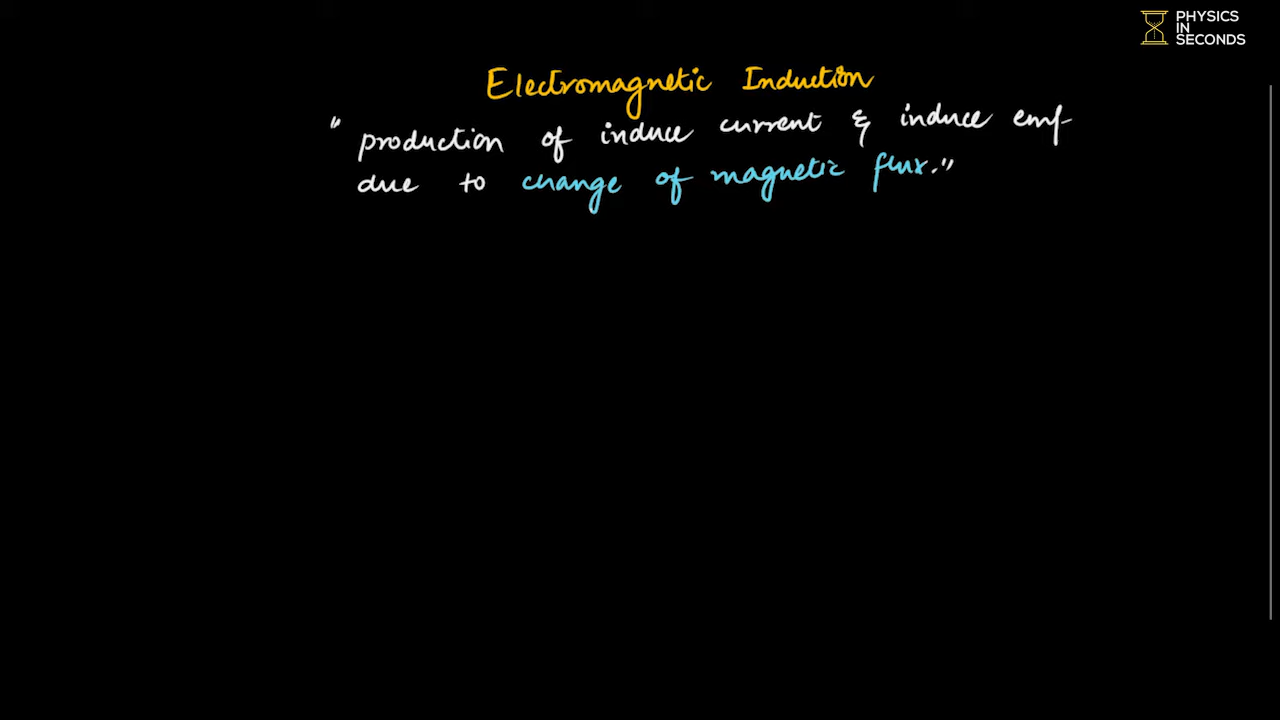 PHYSICS
IN
SECONDS
Electromagnetic Induction
" production of induce current & induce emf
due to change of magnetic flux."